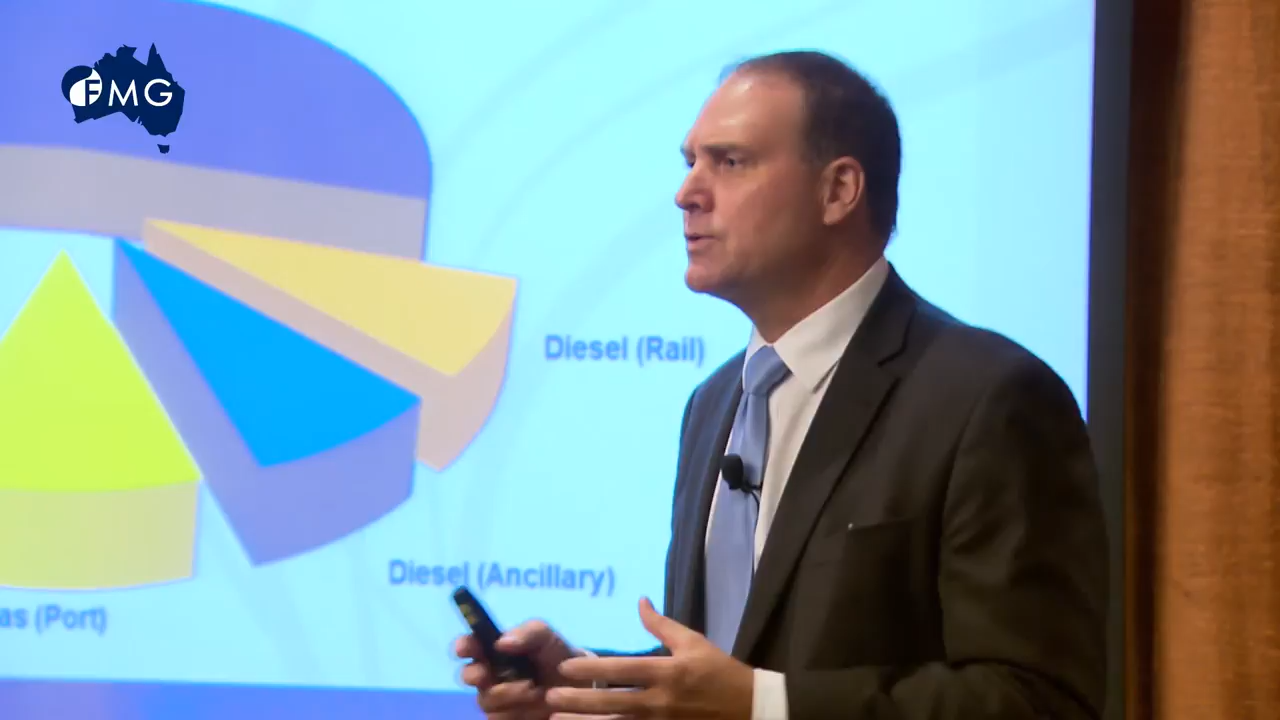 FMG
Diesel (Rail)
Diesel (Ancillary)
as (Port)